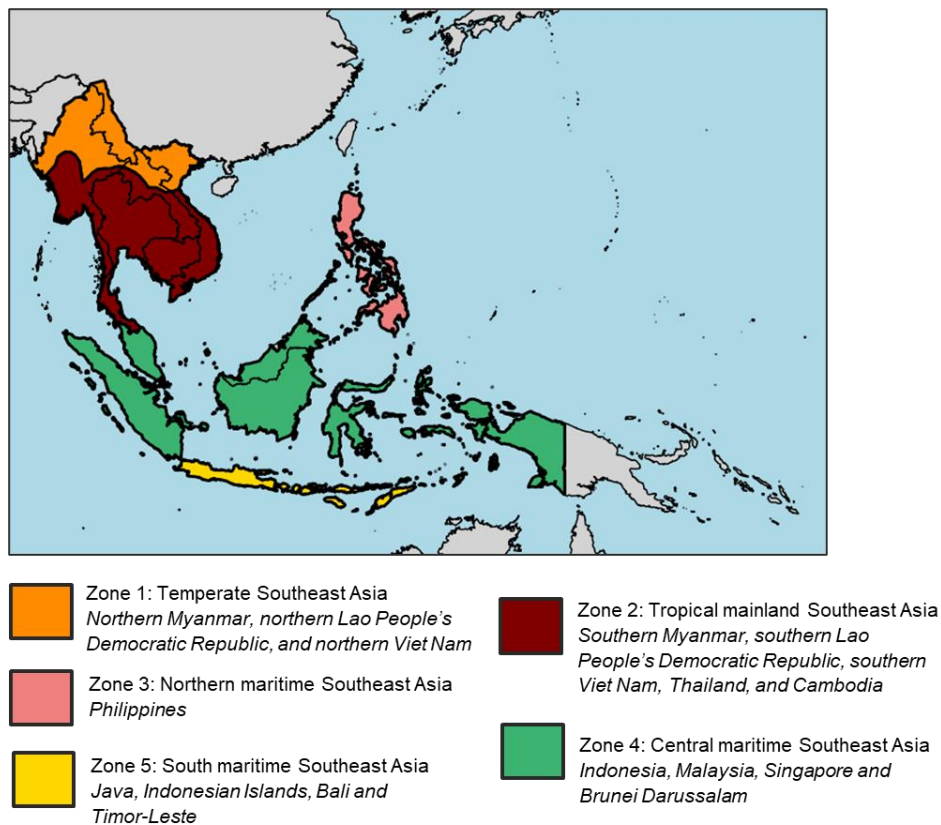 Zone 1: Temperate Southeast Asia
Northern Myanmar, northern Lao People's
Democratic Republic, and northern Viet Nam
Zone 2: Tropical mainland Southeast Asia
Southern Myanmar, southern Lao
People's Democratic Republic, southern
Viet Nam, Thailand, and Cambodia
Zone 3: Northern maritime Southeast Asia
Philippines
Zone 4: Central maritime Southeast Asia
Indonesia, Malaysia, Singapore and
Brunei Darussalam
Zone 5: South maritime Southeast Asia
Java, Indonesian Islands, Bali and
Timor-Leste